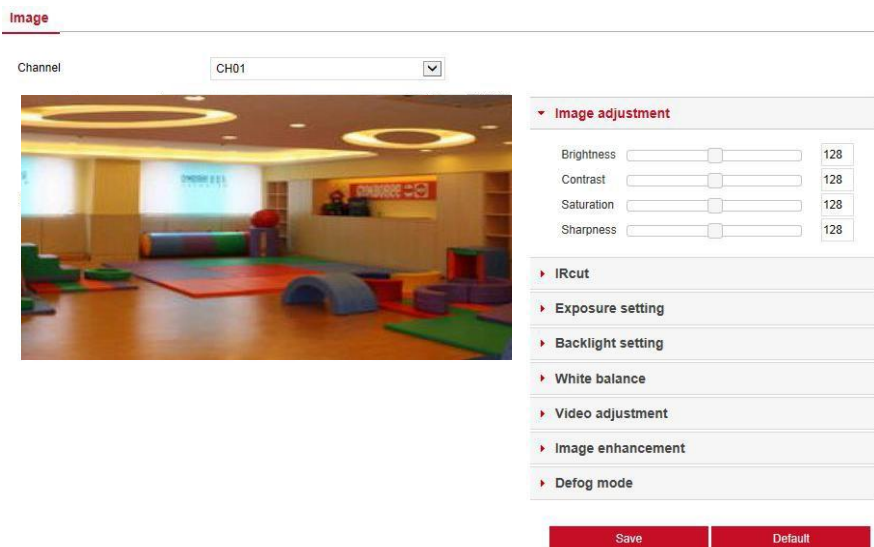 Image
Channel
CH01
Image adjustment
Brightness 128
Contrast 128
Saturation 128
Sharpness 128
IRcut
Exposure setting
Backlight setting
White balance
Video adjustment
Image enhancement
Defog mode
Save
Default
GYMBOREE